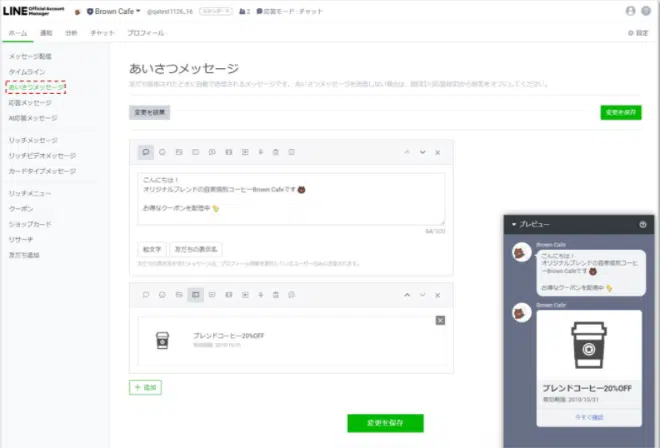 LINE Official Account Manager
Brown Cafe
@qatest1126_16
2
応答モード：チャット
ホーム
通知
分析
チャット
プロフィール
設定
メッセージ配信
タイムライン
あいさつメッセージ
応答メッセージ
AI応答メッセージ
リッチメッセージ
リッチビデオメッセージ
カードタイプメッセージ
リッチメニュー
クーポン
ショップカード
リサーチ
友だち追加
あいさつメッセージ
変更を破棄
変更を保存
こんにちは！
オリジナルブレンドの自家焙煎コーヒーBrown Cafeです
お得なクーポンを配信中
/500
絵文字
友だちの表示名
ブレンドコーヒー20%OFF
有効期限: 2019/10/31
＋ 追加
変更を保存
プレビュー
Brown Cafe
こんにちは！
オリジナルブレンドの自家焙煎コーヒ
ーBrown Cafeです
お得なクーポンを配信中
Brown Cafe
ブレンドコーヒー20%OFF
有効期限: 2019/10/31
今すぐ確認